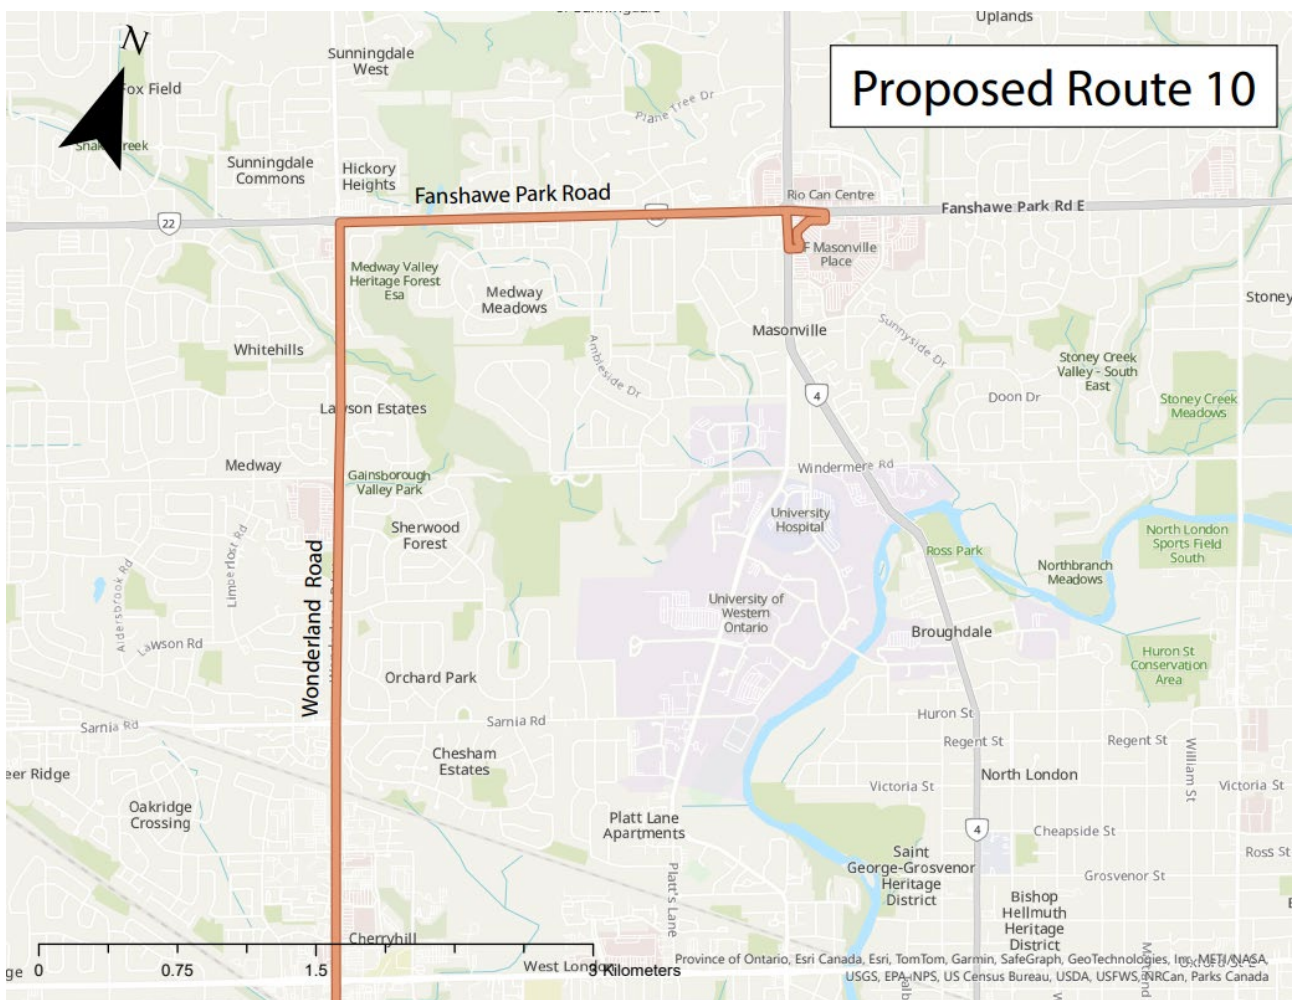 Uplands
N
Sunningdale
West
Proposed Route 10
Fox Field
Plane Tree Dr
Sunningdale
Commons
Hickory
Heights
Rio Can Centre
Fanshawe Park Road
Fanshawe Park Rd E
22
F Masonville
Place
Medway Valley
Heritage Forest
Esa
Medway
Meadows
Stoney
Masonville
Sunnyside Dr
Whitehills
Ambleside Dr
Stoney Creek
Valley - South
East
4
Doon Dr
Stoney Creek
Meadows
Lawson Estates
Medway
Gainsborough
Valley Park
Windermere Rd
University
Hospital
Sherwood
Forest
North London
Sports Field
South
Ross Park
Northbranch
Meadows
Limberlost Rd
Aldersbrook Rd
Wonderland Road
University of
Western
Ontario
Broughdale
Lawson Rd
Huron St
Conservation
Area
Orchard Park
Sarnia Rd
Sarnia Rd
Huron St
Regent St
Regent St
Chesham
Estates
eer Ridge
North London
William St
Victoria St
Victoria St
Oakridge
Crossing
Platt Lane
Apartments
4
Cheapside St
Saint
George-Grosvenor
Heritage
District
Ross St
Platt's Lane
Grosvenor St
Bishop
Hellmuth
Heritage
District
Cherryhill
ge
0
0.75
1.5
West London
3 Kilometers
Province of Ontario, Esri Canada, Esri, TomTom, Garmin, SafeGraph, GeoTechnologies, Inc, METI/NASA,
USGS, EPA, NPS, US Census Bureau, USDA, USFWS, NRCan, Parks Canada